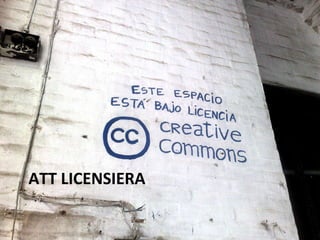 ESTE ESPACIO
ESTÁ BAJO LICENCIA
CC creative
commons
ATT LICENSIERA